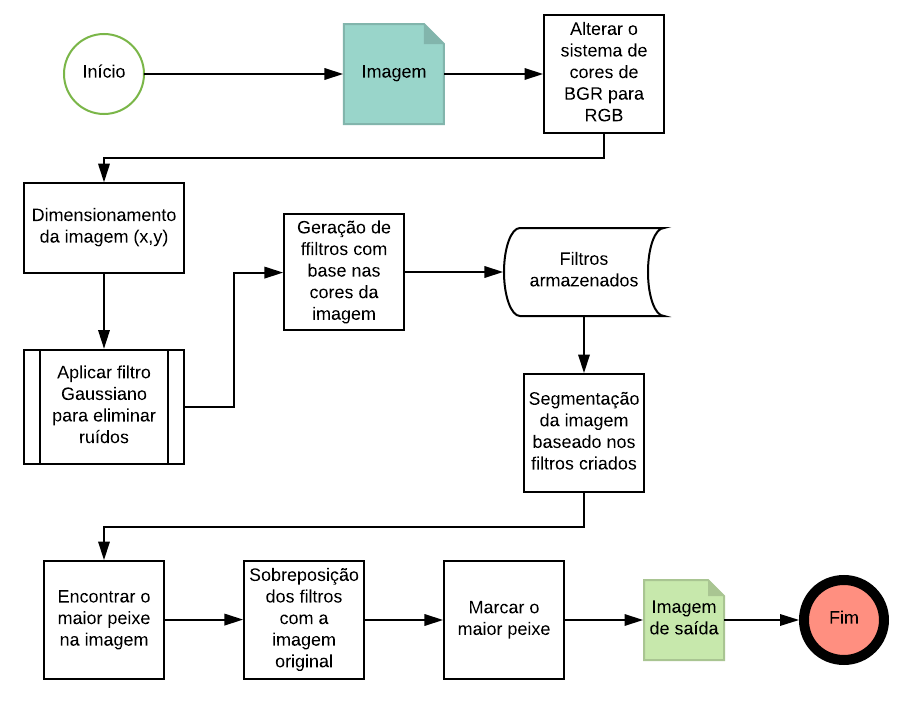 Início
Imagem
Alterar o
sistema de
cores de
BGR para
RGB
Dimensionamento
da imagem (x,y)
Aplicar filtro
Gaussiano
para eliminar
ruídos
Geração de
ffiltros com
base nas
cores da
imagem
Filtros
armazenados
Segmentação
da imagem
baseado nos
filtros criados
Encontrar o
maior peixe
na imagem
Sobreposição
dos filtros
com a
imagem
original
Marcar o
maior peixe
Imagem
de saída
Fim